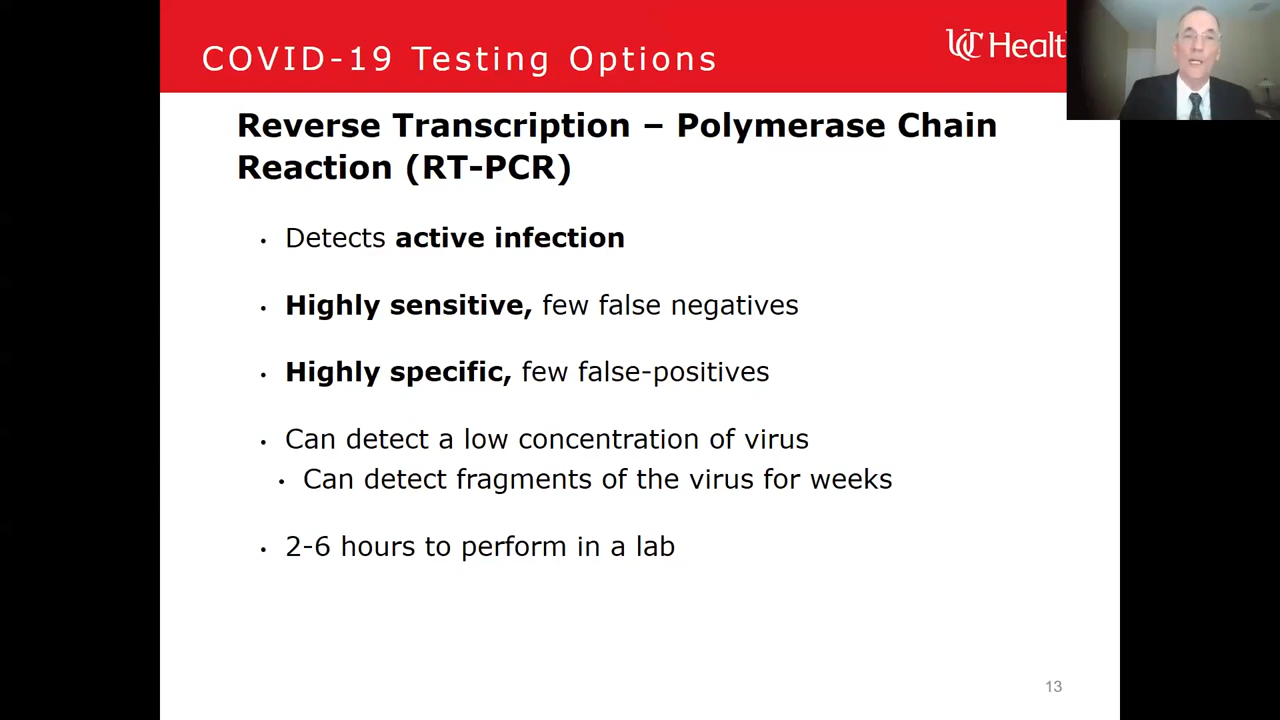 COVID-19 Testing Options
UC Healt
Reverse Transcription – Polymerase Chain
Reaction (RT-PCR)
• Detects active infection
• Highly sensitive, few false negatives
• Highly specific, few false-positives
• Can detect a low concentration of virus
• Can detect fragments of the virus for weeks
• 2-6 hours to perform in a lab
13